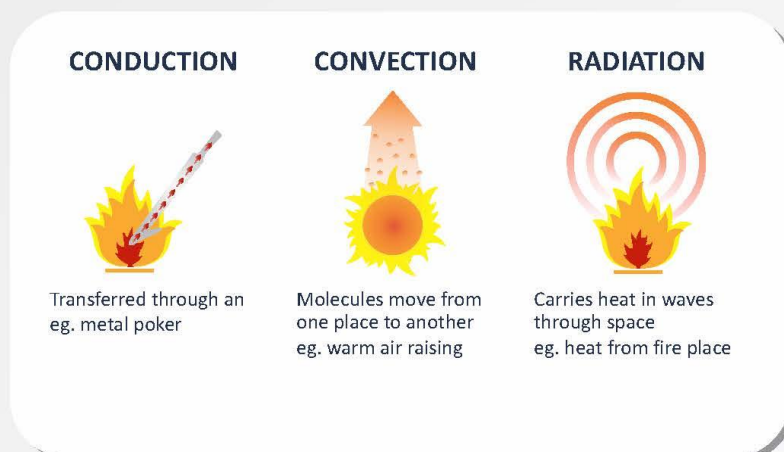 CONDUCTION
Transferred through an
eg. metal poker
CONVECTION
Molecules move from
one place to another
eg. warm air raising
RADIATION
Carries heat in waves
through space
eg. heat from fire place